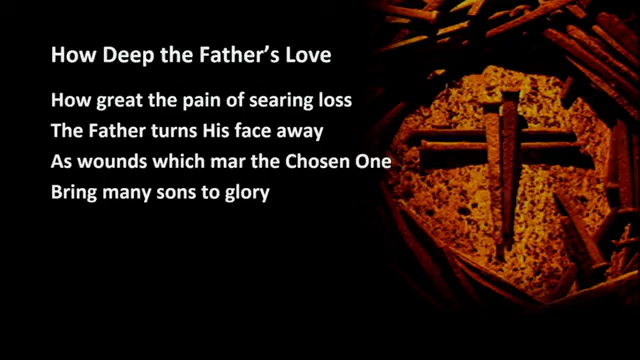 How Deep the Father’s Love
How great the pain of searing loss
The Father turns His face away
As wounds which mar the Chosen One
Bring many sons to glory